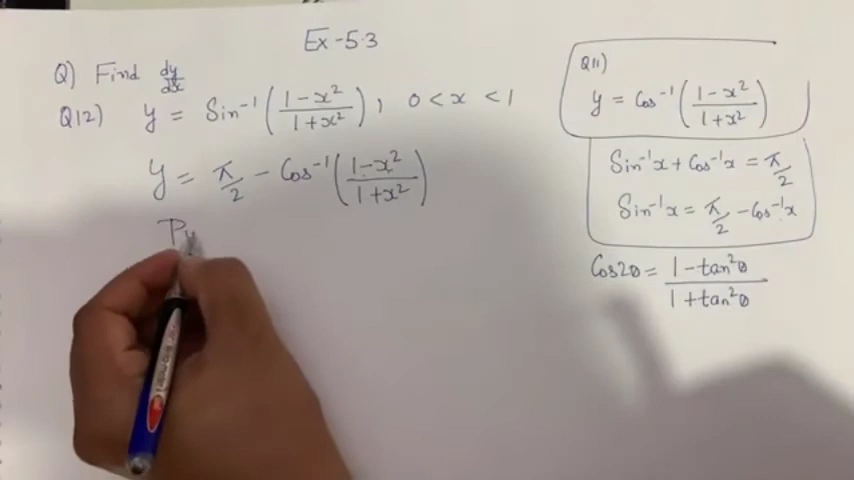 Ex-5.3
Q) Find dy/dx
Q12) y = Sin⁻¹((1-x²)/(1+x²)), 0 < x < 1
y = π/2 - Cos⁻¹((1-x²)/(1+x²))
Pu
Q11)
y = Cos⁻¹((1-x²)/(1+x²))
Sin⁻¹x + Cos⁻¹x = π/2
Sin⁻¹x = π/2 - Cos⁻¹x
Cos2θ = (1-tan²θ)/(1+tan²θ)